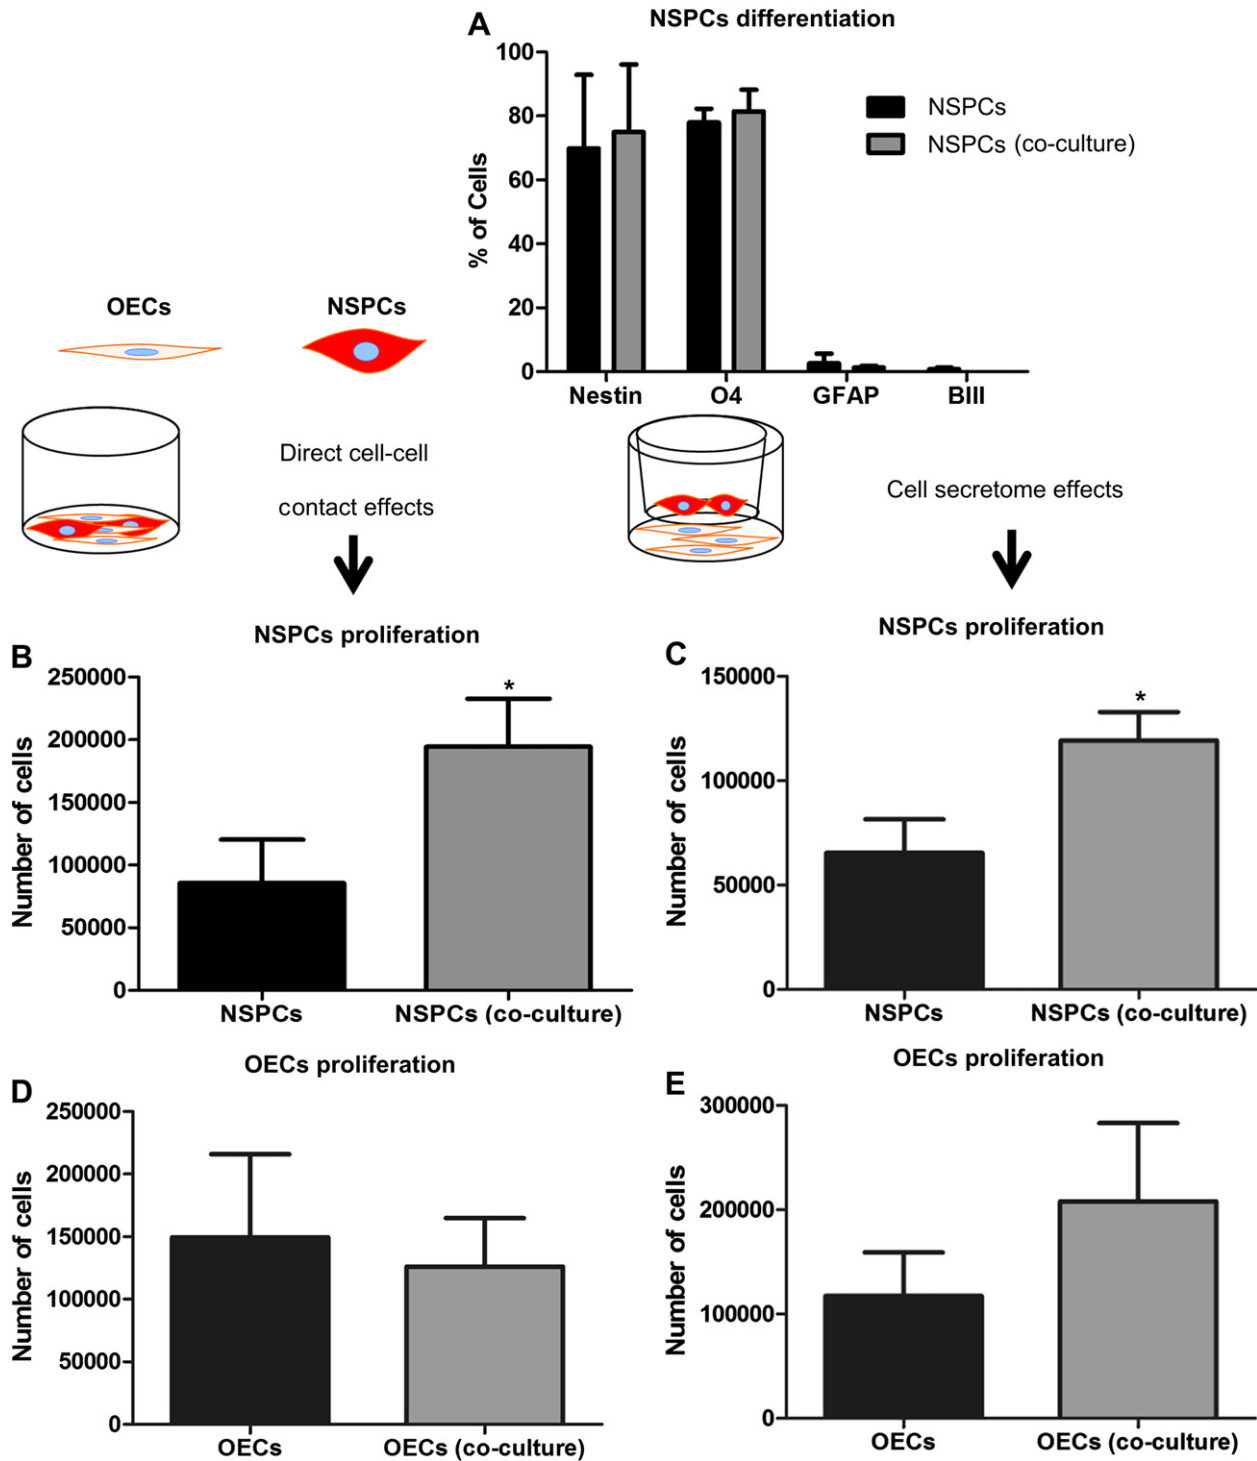 A
NSPCs differentiation
100
80
60
40
20
0
% of Cells
NSPCs
NSPCs (co-culture)
Nestin O4 GFAP BIII
OECs NSPCs
Direct cell-cell
contact effects
Cell secretome effects
B
NSPCs proliferation
250000
200000
150000
100000
50000
0
Number of cells
NSPCs NSPCs (co-culture)
*
C
NSPCs proliferation
150000
100000
50000
0
Number of cells
NSPCs NSPCs (co-culture)
*
D
OECs proliferation
250000
200000
150000
100000
50000
0
Number of cells
OECs OECs (co-culture)
E
OECs proliferation
300000
200000
100000
0
Number of cells
OECs OECs (co-culture)